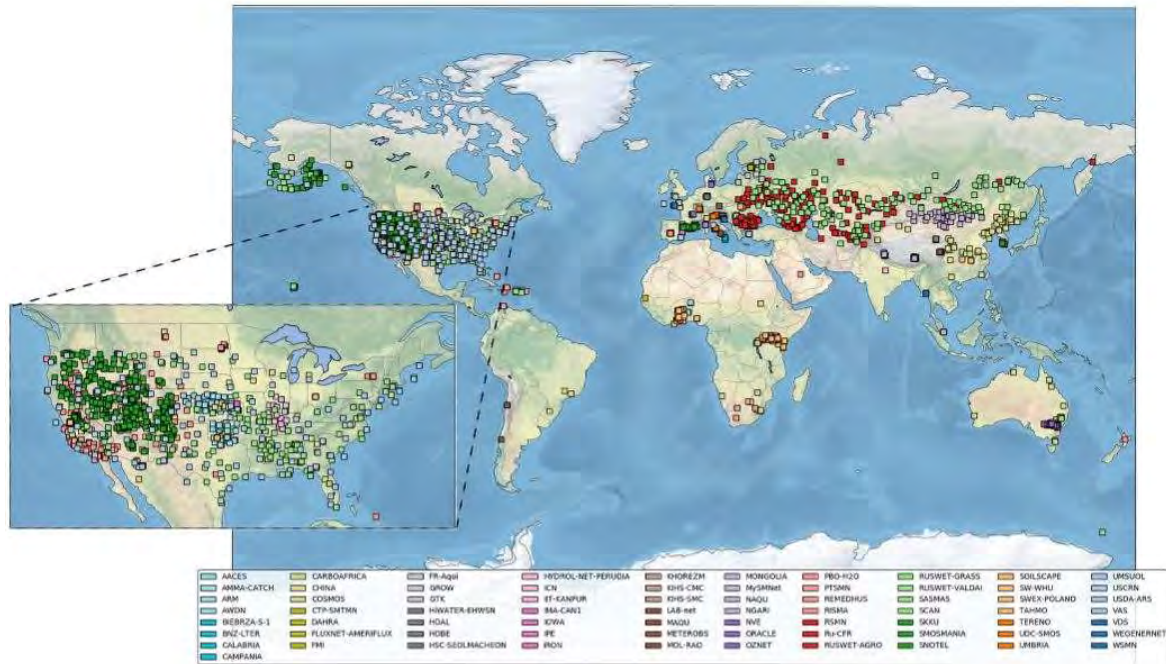 AACES
AMMA-CATCH
ARM
AWDN
BIEBRZA-S-1
BNZ-LTER
CALABRIA
CAMPANIA
CARBOAFRICA
CHINA
COSMOS
CTP-SMTMN
DAHRA
FLUXNET-AMERIFLUX
FMI
FR-Aqui
GROW
GTK
HiWATER-EHWSN
HOAL
HOBE
HSC-SEOLMACHEON
HYDROL-NET-PERUDIA
ICN
IIT-KANPUR
IMA-CAN1
IOWA
IPE
iRON
KHOREZM
KIHS-CMC
KIHS-SMC
LAB-net
MAQU
METEROBS
MOL-RAO
MONGOLIA
MySMNet
NAQU
NGARI
NVE
ORACLE
OZNET
PBO-H2O
PTSMN
REMEDHUS
RISMA
RSMN
Ru-CFR
RUSWET-AGRO
RUSWET-GRASS
RUSWET-VALDAI
SASMAS
SCAN
SKKU
SMOSMANIA
SNOTEL
SOILSCAPE
SW-WHU
SWEX-POLAND
TAHMO
TERENO
UDC-SMOS
UMBRIA
UMSUOL
USCRN
USDA-ARS
VAS
VDS
WEGENERNET
WSMN